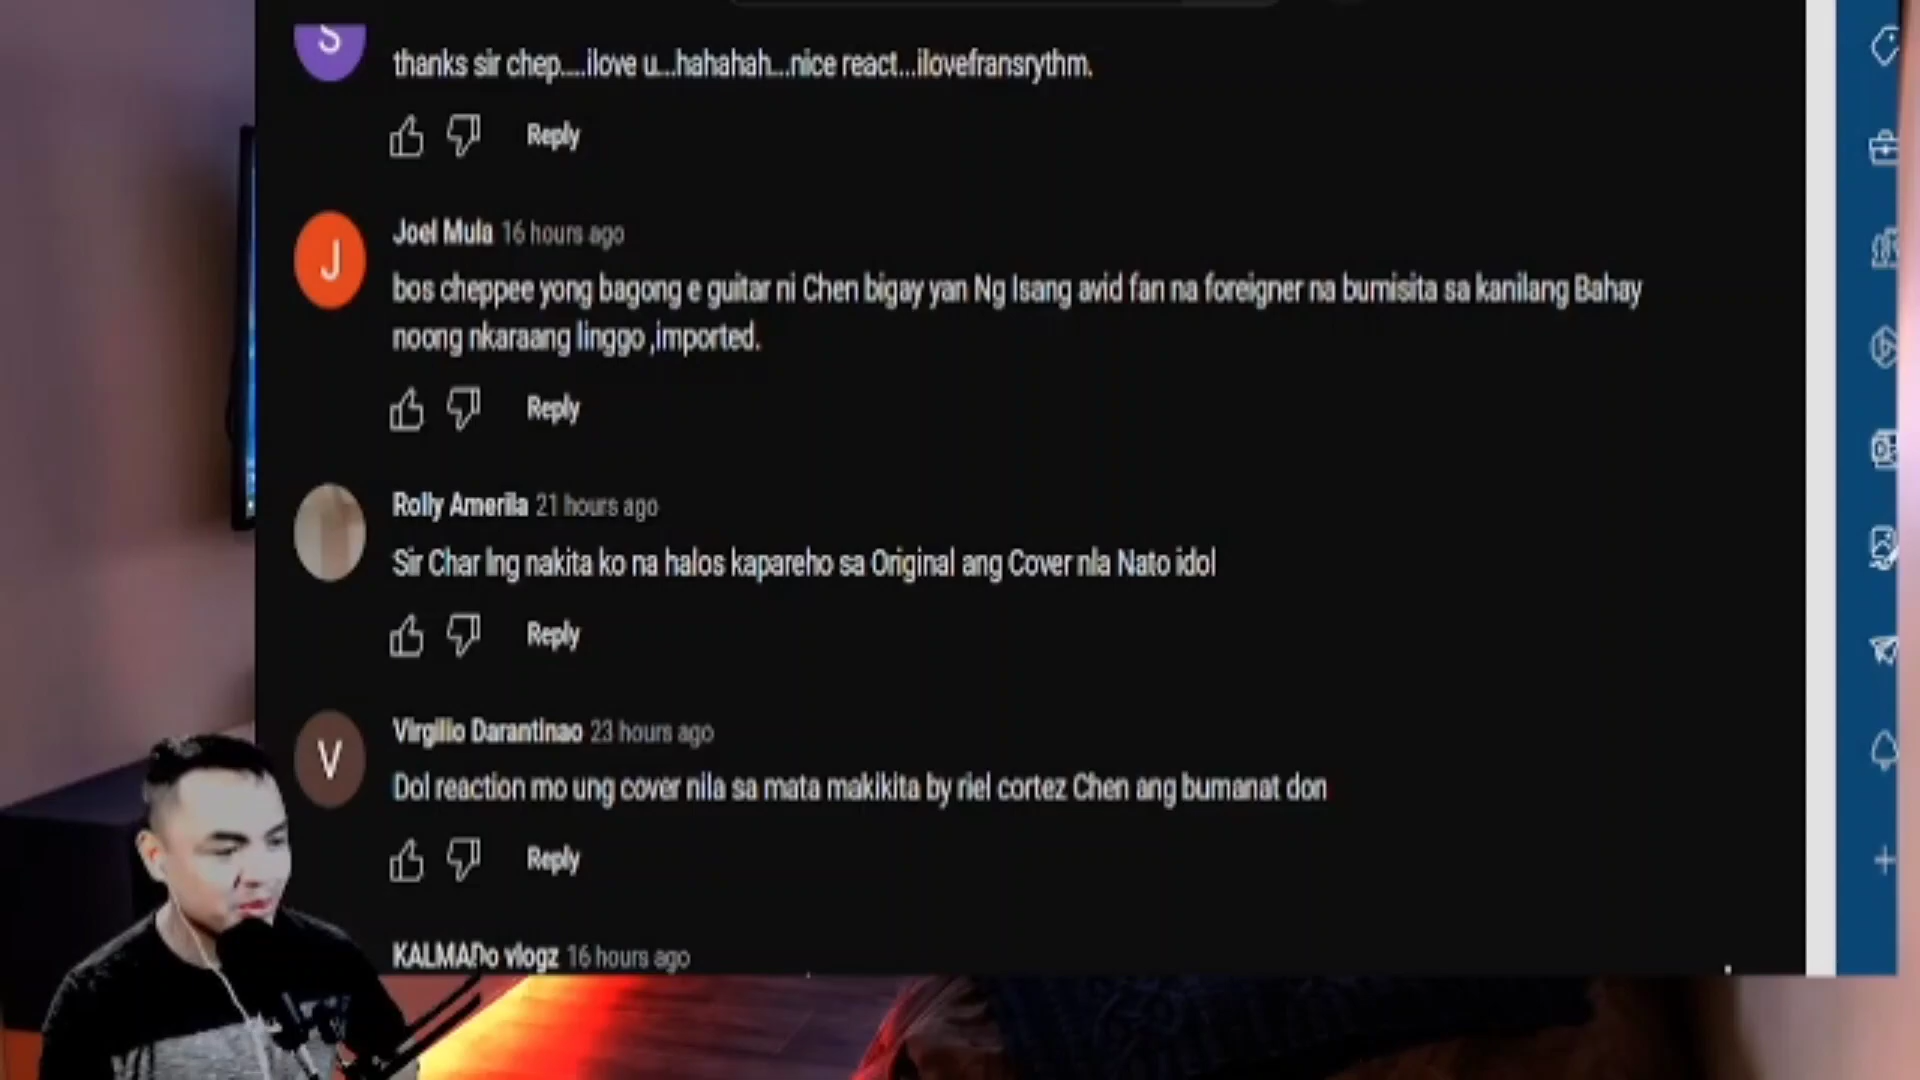 S
thanks sir chep....ilove u...hahahah...nice react...ilovefransrythm.
Reply
J
Joel Mula 16 hours ago
bos cheppee yong bagong e guitar ni Chen bigay yan Ng Isang avid fan na foreigner na bumisita sa kanilang Bahay
noong nkaraang linggo ,imported.
Reply
Rolly Amerila 21 hours ago
Sir Char lng nakita ko na halos kapareho sa Original ang Cover nla Nato idol
Reply
V
Virgilio Darantinao 23 hours ago
Dol reaction mo ung cover nila sa mata makikita by riel cortez Chen ang bumanat don
Reply
KALMADo vlogz 16 hours ago